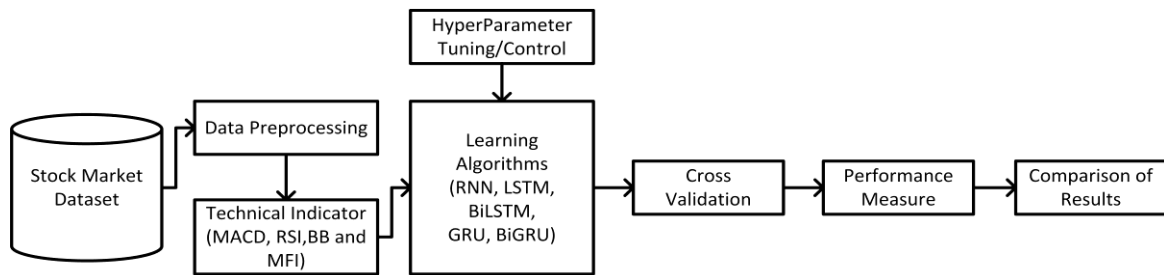 Stock Market
Dataset
Data Preprocessing
Technical Indicator
(MACD, RSI,BB and
MFI)
HyperParameter
Tuning/Control
Learning
Algorithms
(RNN, LSTM,
BiLSTM,
GRU, BiGRU)
Cross
Validation
Performance
Measure
Comparison of
Results